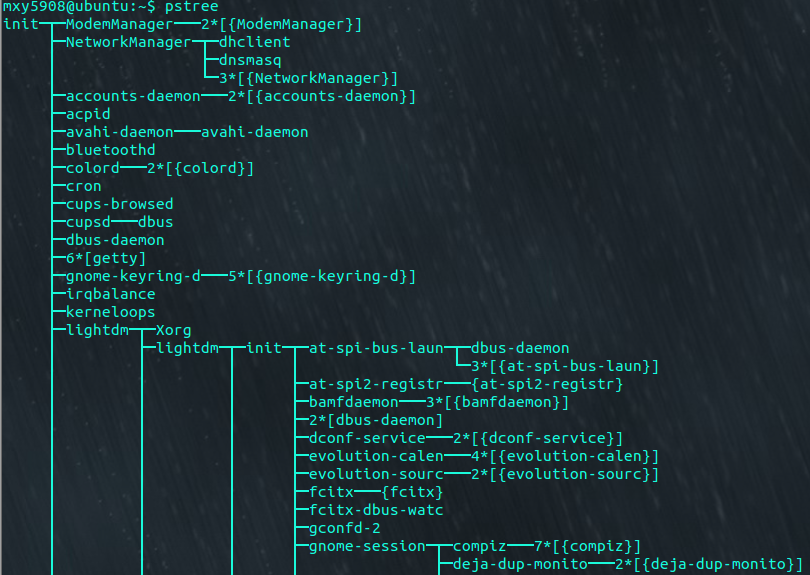 mxy5908@ubuntu:~$ pstree
init─┬─ModemManager───2*[{ModemManager}]
     ├─NetworkManager─┬─dhclient
     │                ├─dnsmasq
     │                └─3*[{NetworkManager}]
     ├─accounts-daemon───2*[{accounts-daemon}]
     ├─acpid
     ├─avahi-daemon───avahi-daemon
     ├─bluetoothd
     ├─colord───2*[{colord}]
     ├─cron
     ├─cups-browsed
     ├─cupsd───dbus
     ├─dbus-daemon
     ├─6*[getty]
     ├─gnome-keyring-d───5*[{gnome-keyring-d}]
     ├─irqbalance
     ├─kerneloops
     ├─lightdm─┬─Xorg
     │         ├─lightdm─┬─init─┬─at-spi-bus-laun─┬─dbus-daemon
     │         │         │      │                 └─3*[{at-spi-bus-laun}]
     │         │         │      ├─at-spi2-registr───{at-spi2-registr}
     │         │         │      ├─bamfdaemon───3*[{bamfdaemon}]
     │         │         │      ├─2*[dbus-daemon]
     │         │         │      ├─dconf-service───2*[{dconf-service}]
     │         │         │      ├─evolution-calen───4*[{evolution-calen}]
     │         │         │      ├─evolution-sourc───2*[{evolution-sourc}]
     │         │         │      ├─fcitx───{fcitx}
     │         │         │      ├─fcitx-dbus-watc
     │         │         │      ├─gconfd-2
     │         │         │      ├─gnome-session─┬─compiz───7*[{compiz}]
     │         │         │      │               ├─deja-dup-monito───2*[{deja-dup-monito}]